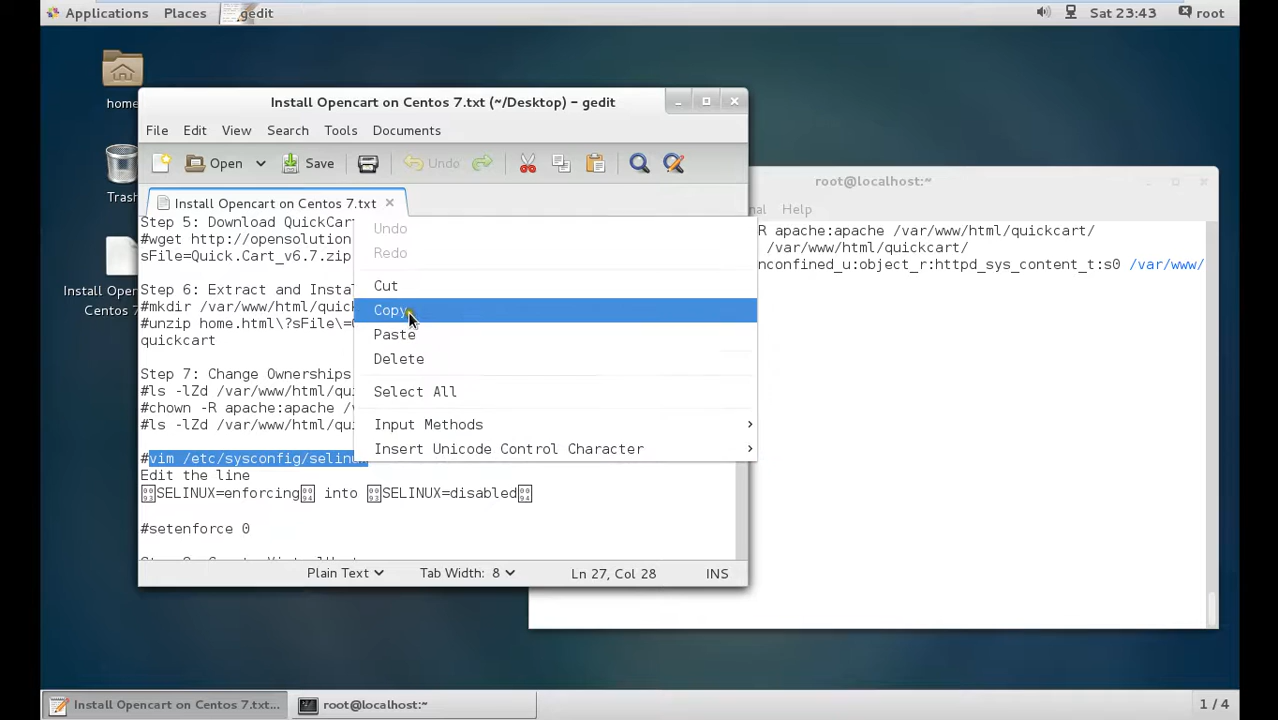 Applications Places gedit Sat 23:43 root
home
Trash
Install Open
Centos 7
Install Opencart on Centos 7.txt (~/Desktop) - gedit
File Edit View Search Tools Documents
Open Save Undo
Install Opencart on Centos 7.txt
Step 5: Download QuickCar
#wget http://opensolution
sFile=Quick.Cart_v6.7.zip
Step 6: Extract and Insta
#mkdir /var/www/html/quic
#unzip home.html\?sFile\=
quickcart
Step 7: Change Ownerships
#ls -lZd /var/www/html/qu
#chown -R apache:apache /
#ls -lZd /var/www/html/qu
#vim /etc/sysconfig/selinux
Edit the line
SELINUX=enforcing into SELINUX=disabled
#setenforce 0
Plain Text Tab Width: 8 Ln 27, Col 28 INS
Undo
Redo
Cut
Copy
Paste
Delete
Select All
Input Methods
Insert Unicode Control Character
root@localhost:~
nal Help
R apache:apache /var/www/html/quickcart/
/var/www/html/quickcart/
nconfined_u:object_r:httpd_sys_content_t:s0 /var/www/
Install Opencart on Centos 7.txt... root@localhost:~ 1 / 4